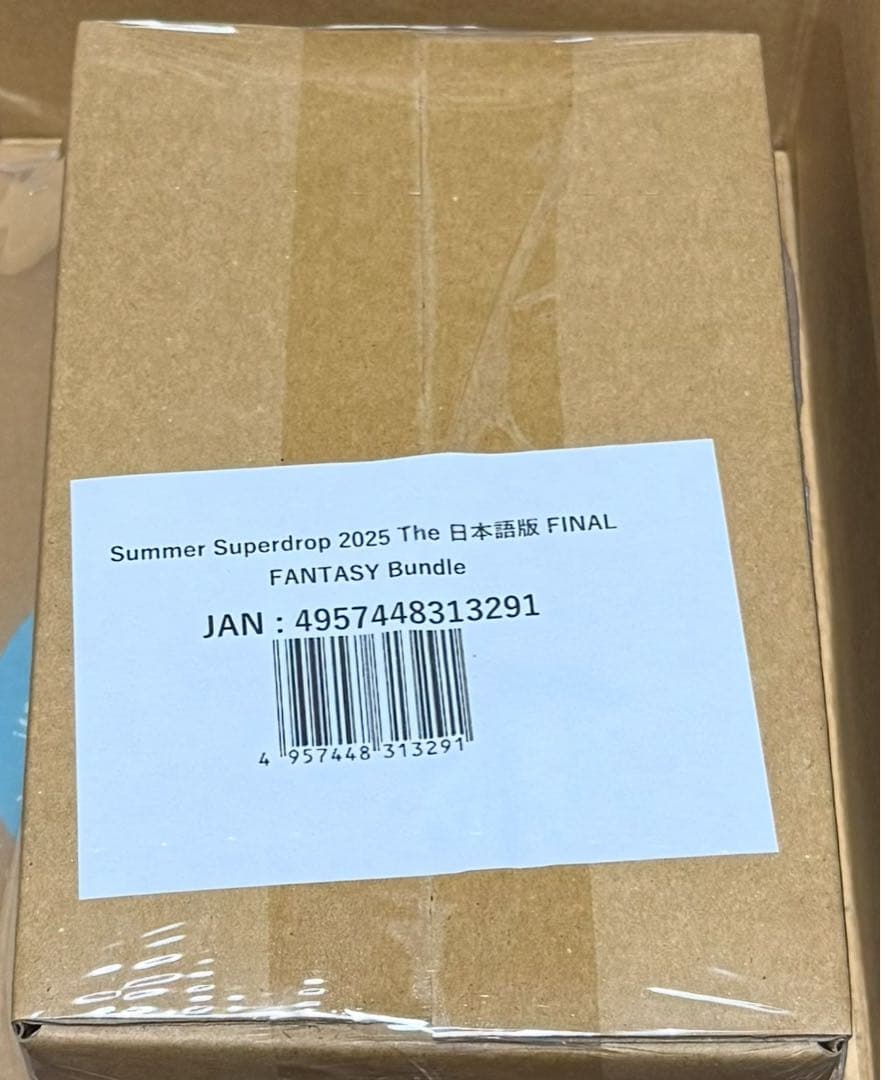 Summer Superdrop 2025 The 日本語版 FINAL
FANTASY Bundle
JAN : 4957448313291
4 957448 313291